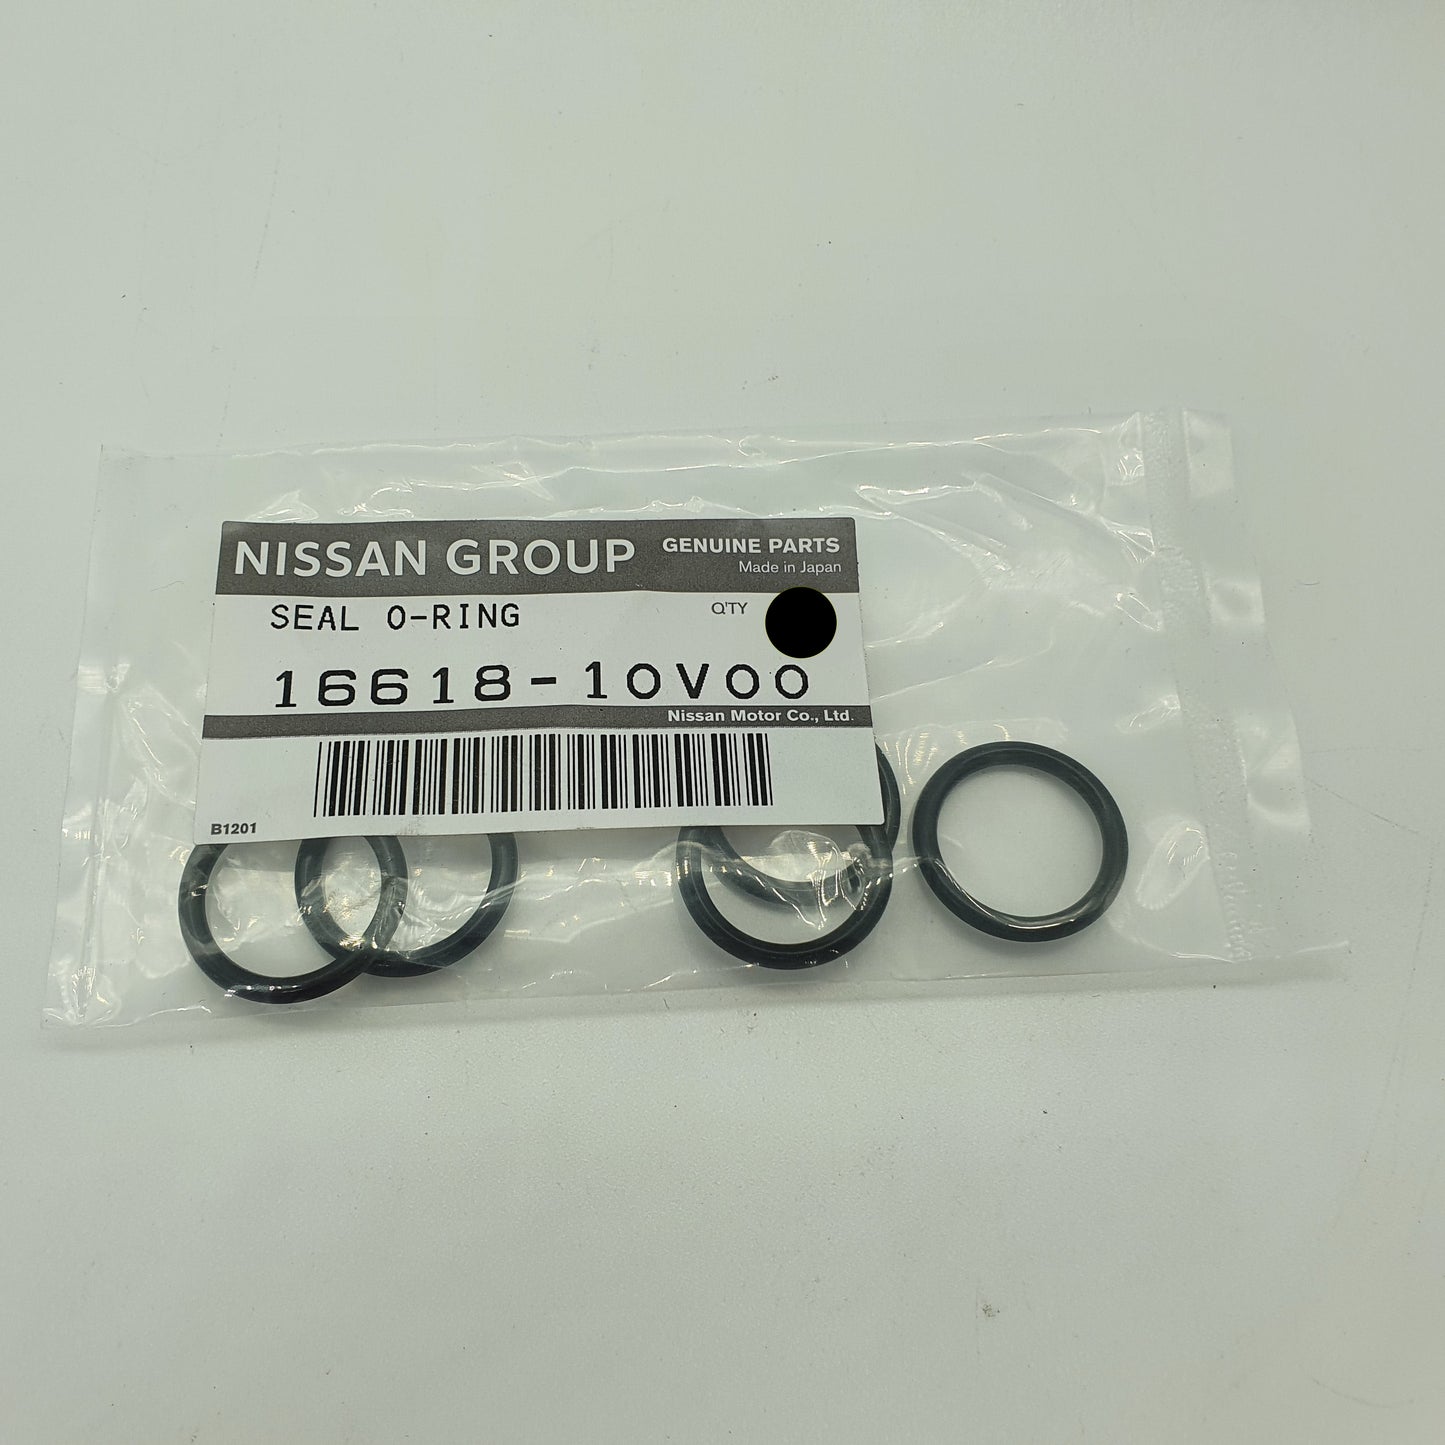 NISSAN GROUP GENUINE PARTS
Made in Japan
SEAL O-RING Q'TY
16618-10V00
Nissan Motor Co., Ltd.
B1201